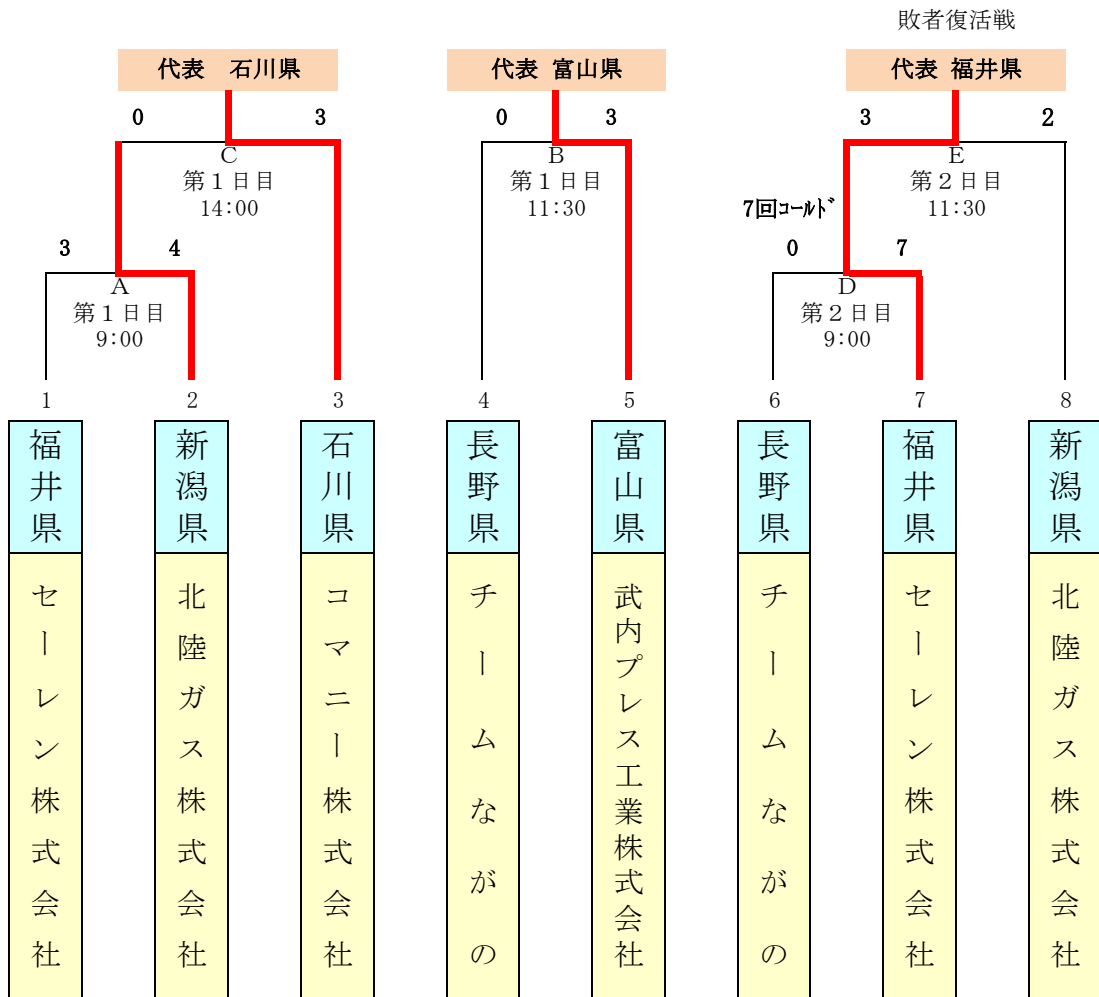 敗者復活戦
代表　石川県
代表 富山県
代表 福井県
0 3
0 3
3 2
C
第１日目
14:00
B
第１日目
11:30
E
第２日目
11:30
7回ｺｰﾙﾄﾞ
3 4
0 7
A
第１日目
9:00
D
第２日目
9:00
1 2 3 4 5 6 7 8
福井県
新潟県
石川県
長野県
富山県
長野県
福井県
新潟県
セーレン株式会社
北陸ガス株式会社
コマニー株式会社
チームながの
武内プレス工業株式会社
チームながの
セーレン株式会社
北陸ガス株式会社